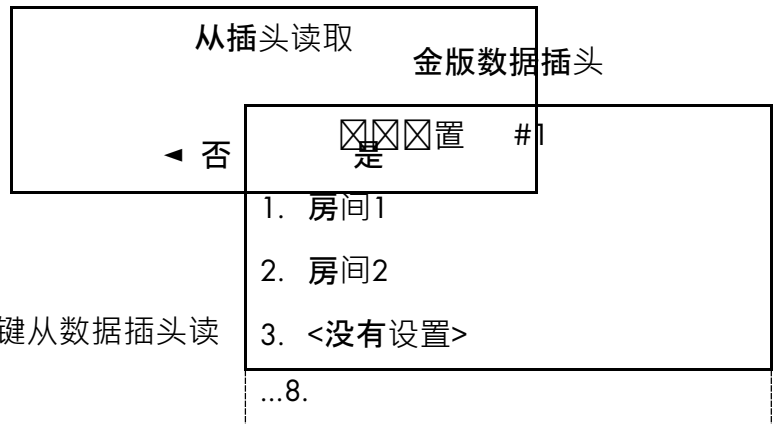 从插头读取
金版数据插头
置 #1
◄ 否 是
1. 房间1
2. 房间2
键从数据插头读
3. <没有设置>
...8.